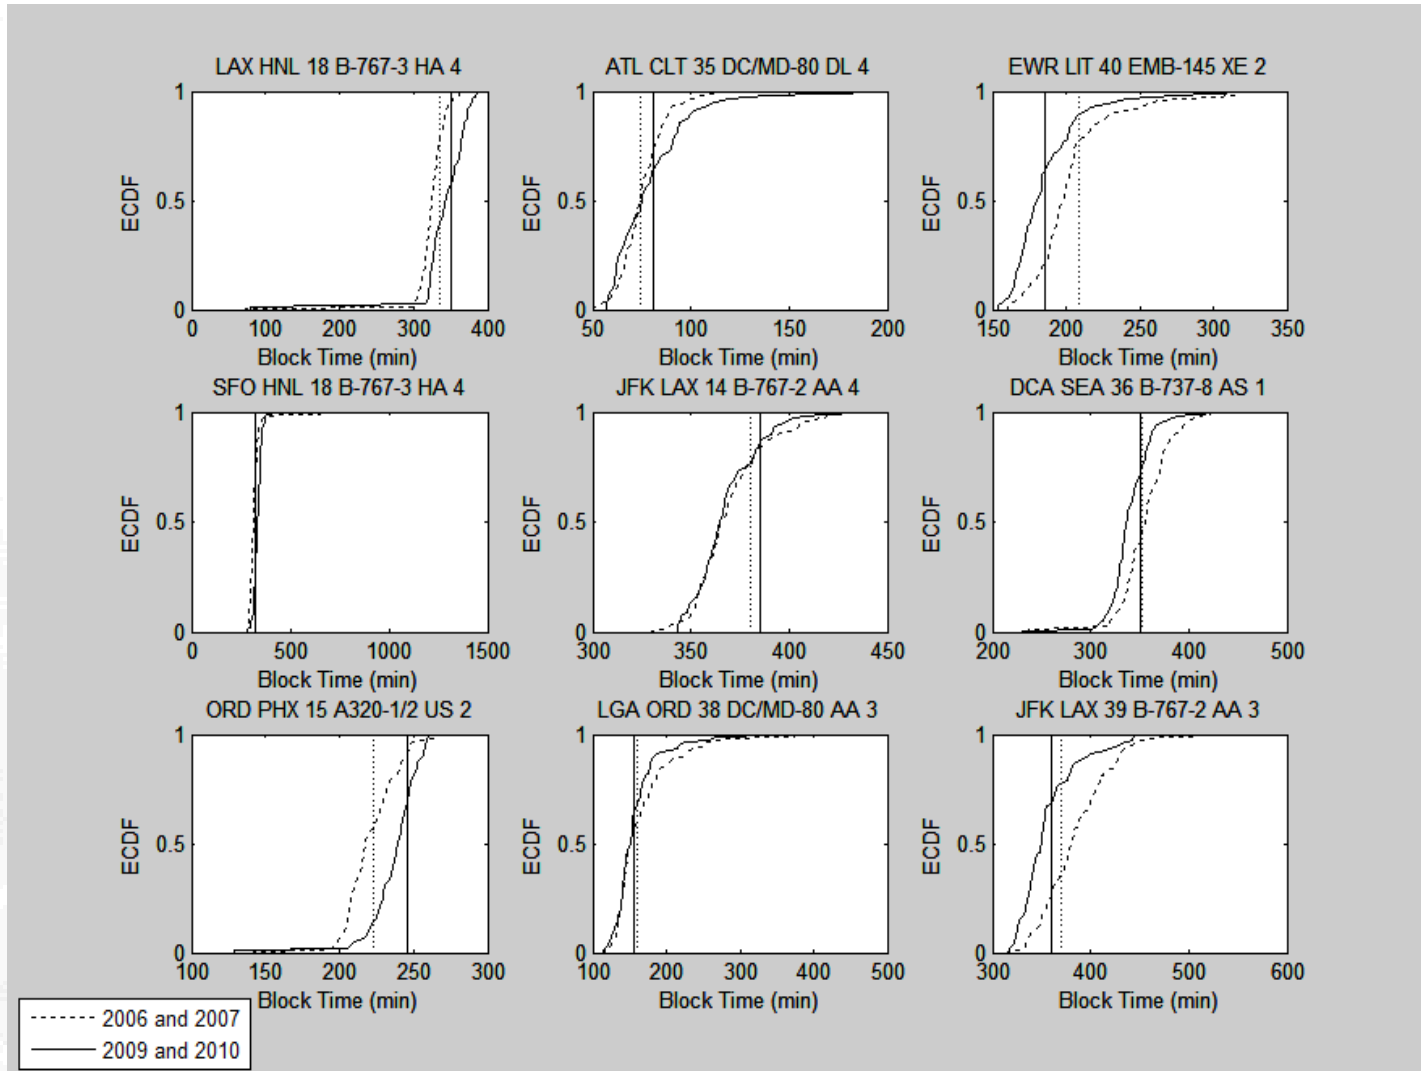 LAX HNL 18 B-767-3 HA 4
ATL CLT 35 DC/MD-80 DL 4
EWR LIT 40 EMB-145 XE 2
1
0.5
0
ECDF
0 100 200 300 400
Block Time (min)
1
0.5
0
ECDF
50 100 150 200
Block Time (min)
1
0.5
0
ECDF
150 200 250 300 350
Block Time (min)
SFO HNL 18 B-767-3 HA 4
JFK LAX 14 B-767-2 AA 4
DCA SEA 36 B-737-8 AS 1
1
0.5
0
ECDF
0 500 1000 1500
Block Time (min)
1
0.5
0
ECDF
300 350 400 450
Block Time (min)
1
0.5
0
ECDF
200 300 400 500
Block Time (min)
ORD PHX 15 A320-1/2 US 2
LGA ORD 38 DC/MD-80 AA 3
JFK LAX 39 B-767-2 AA 3
1
0.5
0
ECDF
100 150 200 250 300
Block Time (min)
1
0.5
0
ECDF
100 200 300 400 500
Block Time (min)
1
0.5
0
ECDF
300 400 500 600
Block Time (min)
2006 and 2007
2009 and 2010